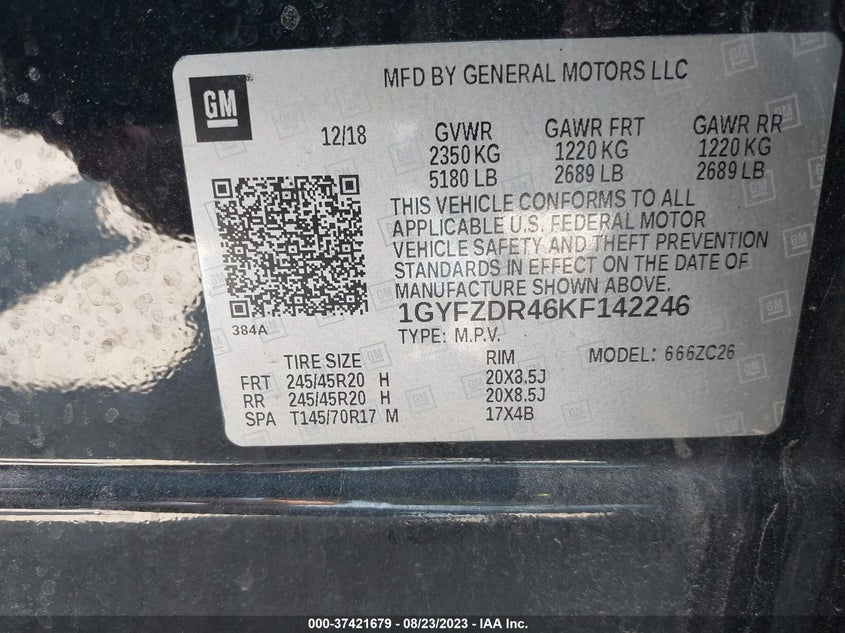 MFD BY GENERAL MOTORS LLC
GM
12/18 GVWR GAWR FRT GAWR RR
2350 KG 1220 KG 1220 KG
5180 LB 2689 LB 2689 LB
THIS VEHICLE CONFORMS TO ALL
APPLICABLE U.S. FEDERAL MOTOR
VEHICLE SAFETY AND THEFT PREVENTION
STANDARDS IN EFFECT ON THE DATE OF
MANUFACTURE SHOWN ABOVE.
384A
1GYFZDR46KF142246
TYPE: M.P.V.
TIRE SIZE RIM MODEL: 666ZC26
FRT 245/45R20 H 20X8.5J
RR 245/45R20 H 20X8.5J
SPA T145/70R17 M 17X4B
000-37421679 — 08/23/2023 — IAA Inc.